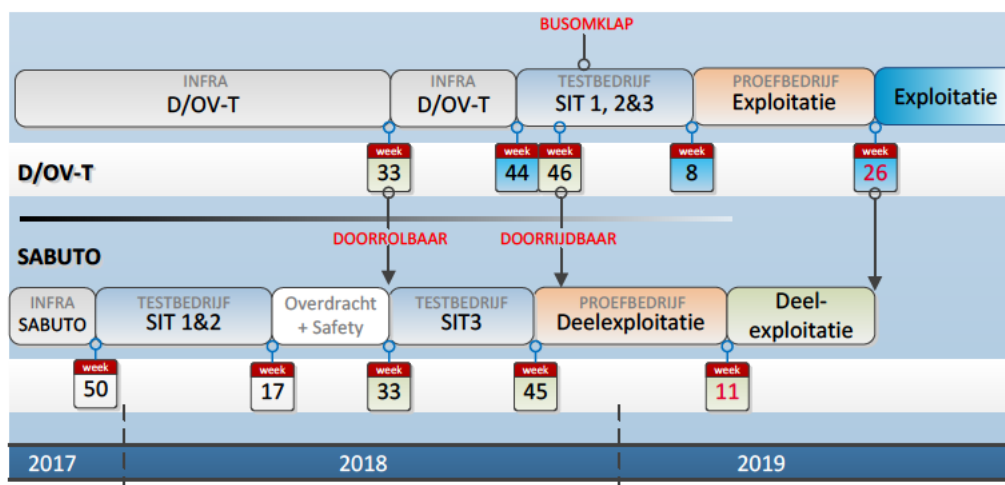 BUSOMKLAP
INFRA
D/OV-T
INFRA
D/OV-T
TESTBEDRIJF
SIT 1, 2&3
PROEFBEDRIJF
Exploitatie
Exploitatie
D/OV-T
week
33
week
44
week
46
week
8
week
26
DOORROLBAAR
DOORRIJDBAAR
SABUTO
INFRA
SABUTO
TESTBEDRIJF
SIT 1&2
Overdracht
+ Safety
TESTBEDRIJF
SIT3
PROEFBEDRIJF
Deelexploitatie
Deel-
exploitatie
week
50
week
17
week
33
week
45
week
11
2017
2018
2019